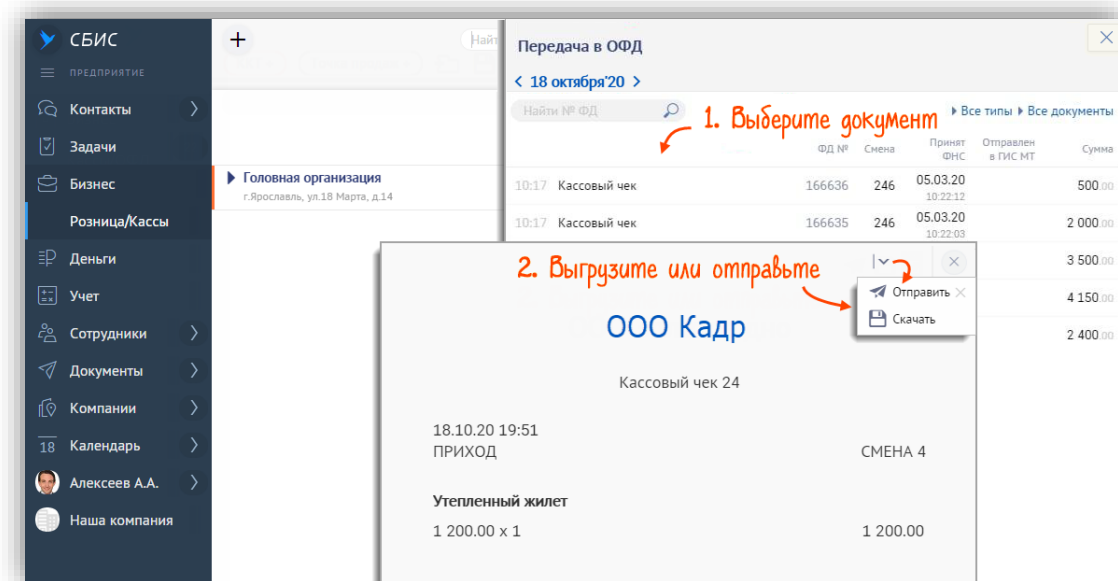 СБИС
ПРЕДПРИЯТИЕ
Контакты
Задачи
Бизнес
Розница/Кассы
Деньги
Учет
Сотрудники
Документы
Компании
18 Календарь
Алексеев А.А.
Наша компания
+
Най
Головная организация
г.Ярославль, ул.18 Марта, д.14
Передача в ОФД
18 октября'20
Найти № ФД
Все типы Все документы
1. Выберите документ
ФД № Смена Принят ФНС Отправлен в ГИС МТ Сумма
10:17 Кассовый чек 166636 246 05.03.20 500.00
10:22:12
10:17 Кассовый чек 166635 246 05.03.20 2 000.00
10:22:03
3 500.00
4 150.00
2 400.00
2. Выгрузите или отправьте
Отправить
Скачать
ООО Кадр
Кассовый чек 24
18.10.20 19:51
ПРИХОД СМЕНА 4
Утепленный жилет
1 200.00 x 1 1 200.00